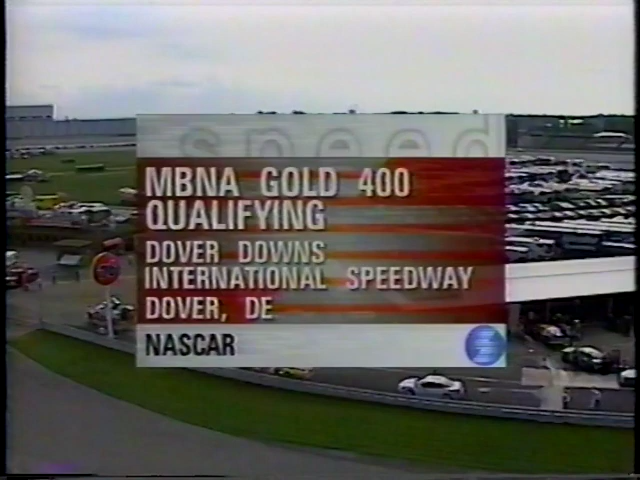 speed
MBNA GOLD 400
QUALIFYING
DOVER DOWNS
INTERNATIONAL SPEEDWAY
DOVER, DE
NASCAR